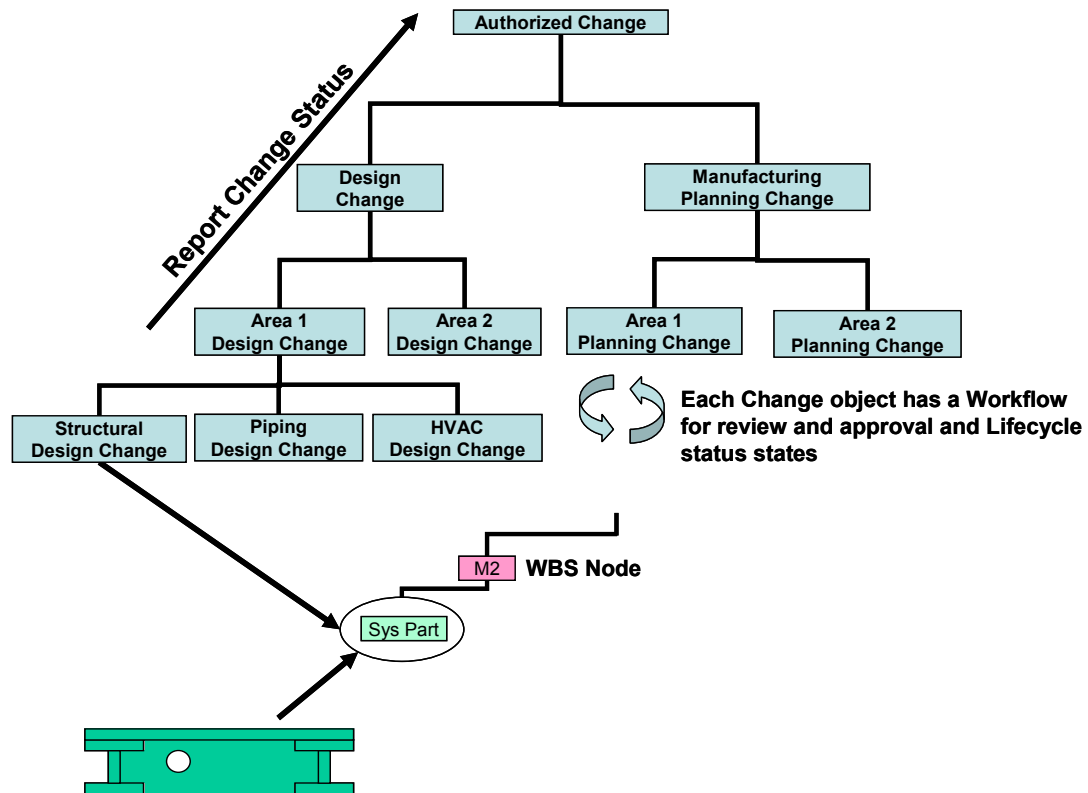 Authorized Change
Report Change Status
Design
Change
Manufacturing
Planning Change
Area 1
Design Change
Area 2
Design Change
Area 1
Planning Change
Area 2
Planning Change
Structural
Design Change
Piping
Design Change
HVAC
Design Change
Each Change object has a Workflow
for review and approval and Lifecycle
status states
M2
WBS Node
Sys Part